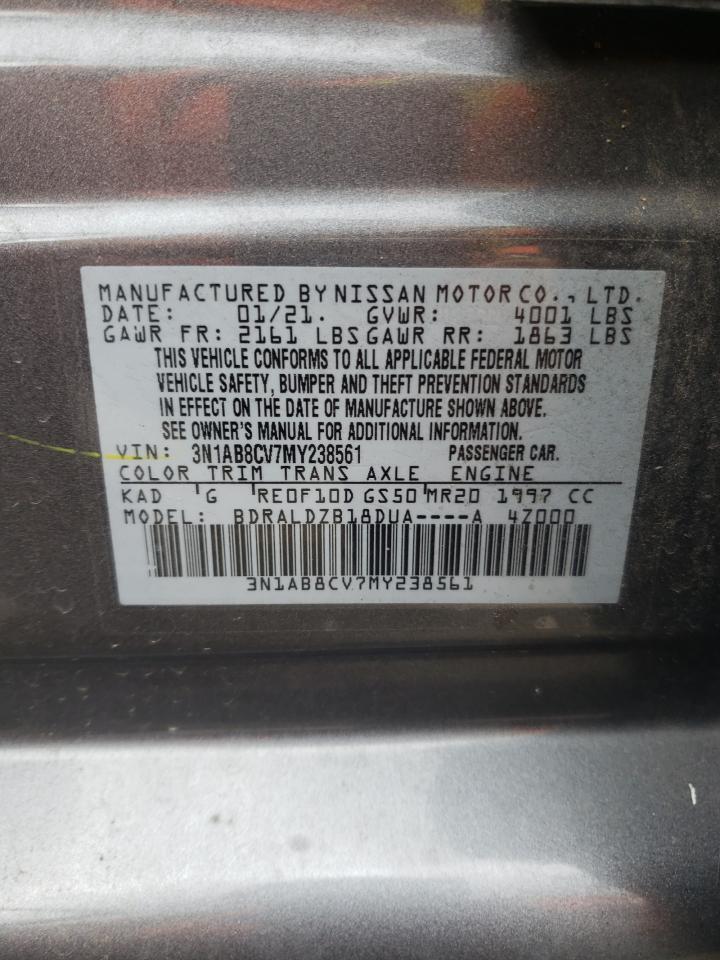 MANUFACTURED BY NISSAN MOTOR CO., LTD.
DATE: 01/21. GVWR: 4001 LBS
GAWR FR: 2161 LBS GAWR RR: 1863 LBS
THIS VEHICLE CONFORMS TO ALL APPLICABLE FEDERAL MOTOR
VEHICLE SAFETY, BUMPER AND THEFT PREVENTION STANDARDS
IN EFFECT ON THE DATE OF MANUFACTURE SHOWN ABOVE.
SEE OWNER'S MANUAL FOR ADDITIONAL INFORMATION.
VIN: 3N1AB8CV7MY238561 PASSENGER CAR.
COLOR TRIM TRANS AXLE ENGINE
KAD G RE0F10D GS50 MR20 1997 CC
MODEL: BDRALDZB18DUA----A 4Z000
3N1AB8CV7MY238561